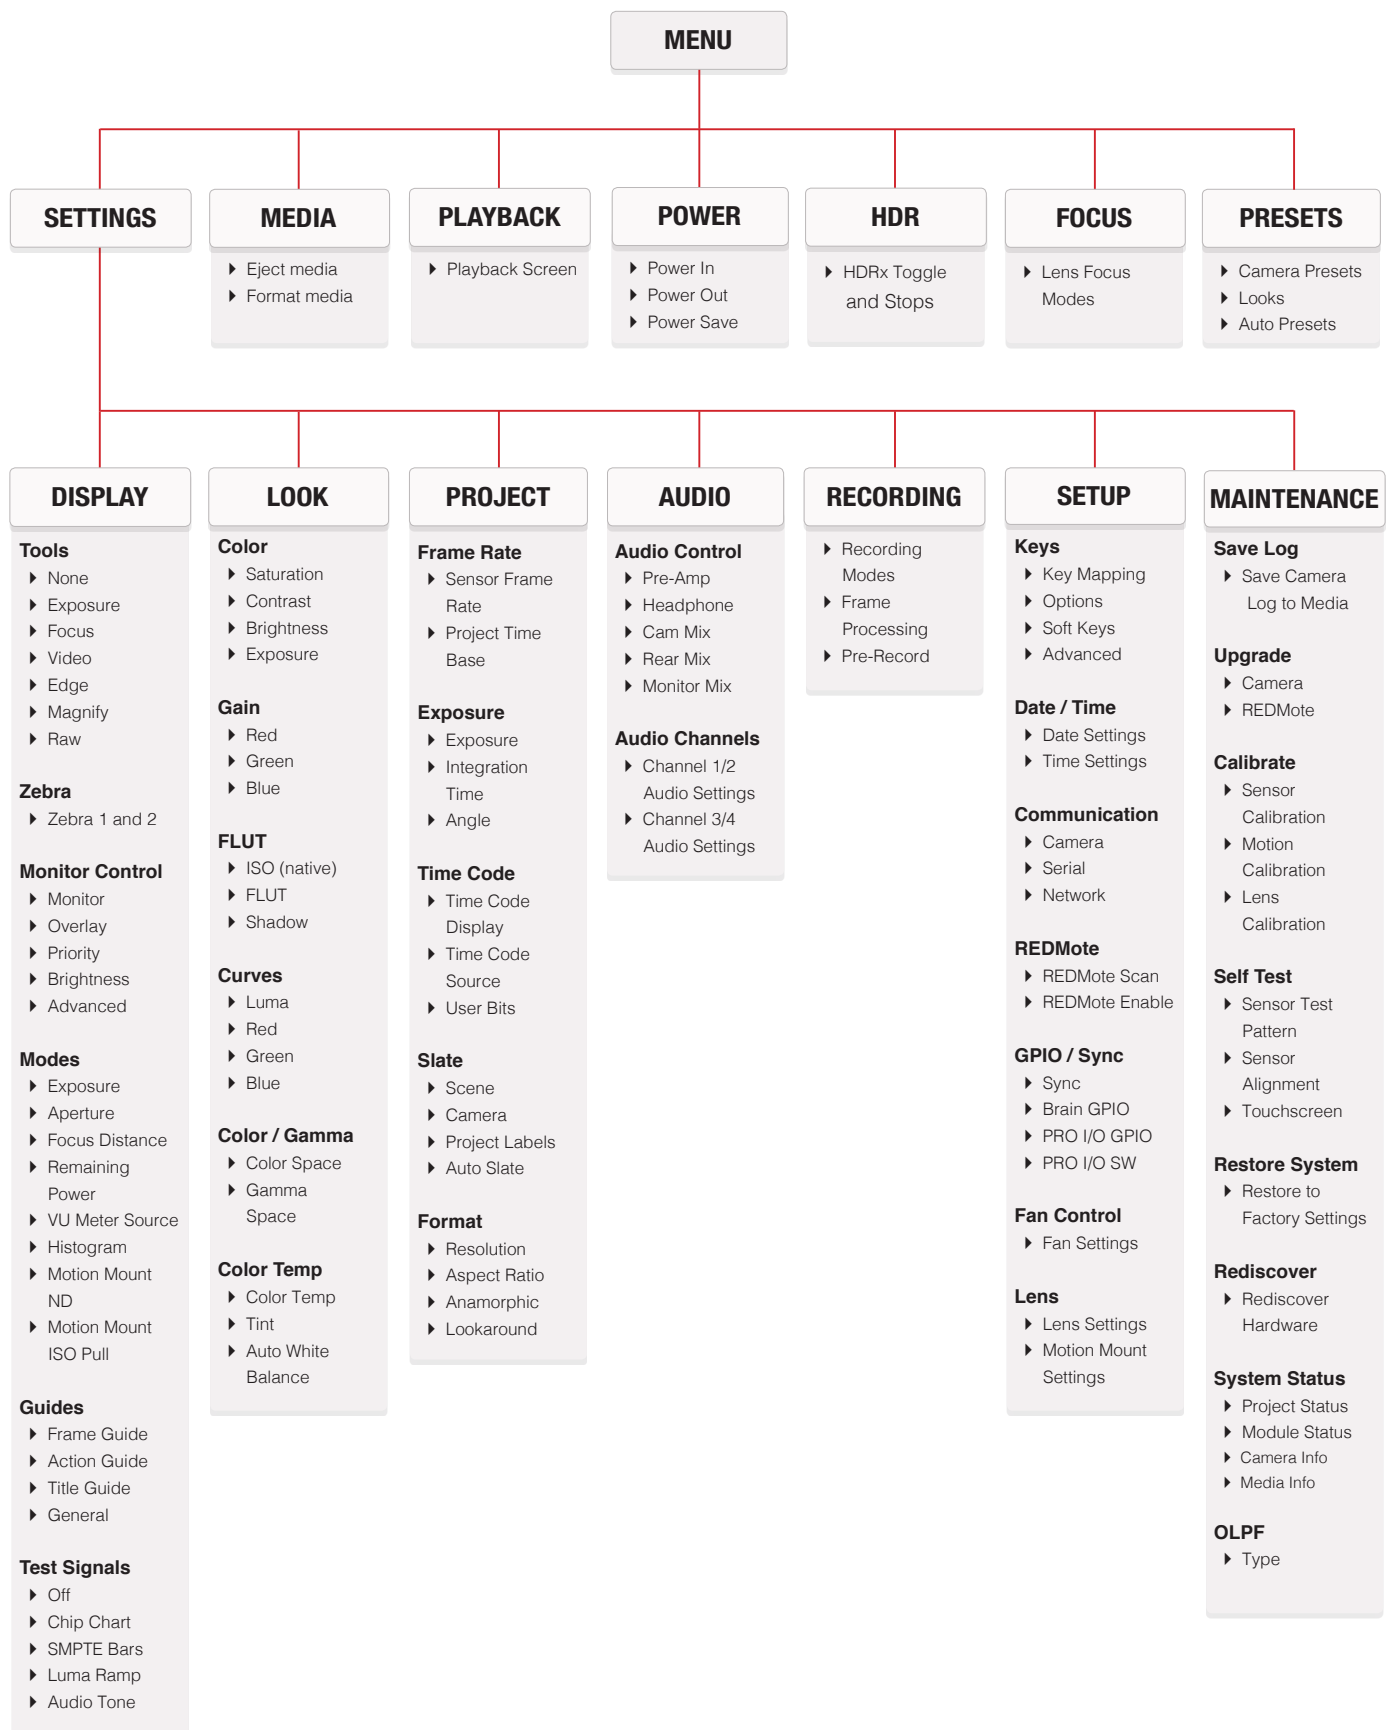 MENU
SETTINGS
MEDIA
Eject media
Format media
PLAYBACK
Playback Screen
POWER
Power In
Power Out
Power Save
HDR
HDRx Toggle
and Stops
FOCUS
Lens Focus
Modes
PRESETS
Camera Presets
Looks
Auto Presets
DISPLAY
Tools
None
Exposure
Focus
Video
Edge
Magnify
Raw
Zebra
Zebra 1 and 2
Monitor Control
Monitor
Overlay
Priority
Brightness
Advanced
Modes
Exposure
Aperture
Focus Distance
Remaining
Power
VU Meter Source
Histogram
Motion Mount
ND
Motion Mount
ISO Pull
Guides
Frame Guide
Action Guide
Title Guide
General
Test Signals
Off
Chip Chart
SMPTE Bars
Luma Ramp
Audio Tone
LOOK
Color
Saturation
Contrast
Brightness
Exposure
Gain
Red
Green
Blue
FLUT
ISO (native)
FLUT
Shadow
Curves
Luma
Red
Green
Blue
Color / Gamma
Color Space
Gamma
Space
Color Temp
Color Temp
Tint
Auto White
Balance
PROJECT
Frame Rate
Sensor Frame
Rate
Project Time
Base
Exposure
Exposure
Integration
Time
Angle
Time Code
Time Code
Display
Time Code
Source
User Bits
Slate
Scene
Camera
Project Labels
Auto Slate
Format
Resolution
Aspect Ratio
Anamorphic
Lookaround
AUDIO
Audio Control
Pre-Amp
Headphone
Cam Mix
Rear Mix
Monitor Mix
Audio Channels
Channel 1/2
Audio Settings
Channel 3/4
Audio Settings
RECORDING
Recording
Modes
Frame
Processing
Pre-Record
SETUP
Keys
Key Mapping
Options
Soft Keys
Advanced
Date / Time
Date Settings
Time Settings
Communication
Camera
Serial
Network
REDMote
REDMote Scan
REDMote Enable
GPIO / Sync
Sync
Brain GPIO
PRO I/O GPIO
PRO I/O SW
Fan Control
Fan Settings
Lens
Lens Settings
Motion Mount
Settings
MAINTENANCE
Save Log
Save Camera
Log to Media
Upgrade
Camera
REDMote
Calibrate
Sensor
Calibration
Motion
Calibration
Lens
Calibration
Self Test
Sensor Test
Pattern
Sensor
Alignment
Touchscreen
Restore System
Restore to
Factory Settings
Rediscover
Rediscover
Hardware
System Status
Project Status
Module Status
Camera Info
Media Info
OLPF
Type